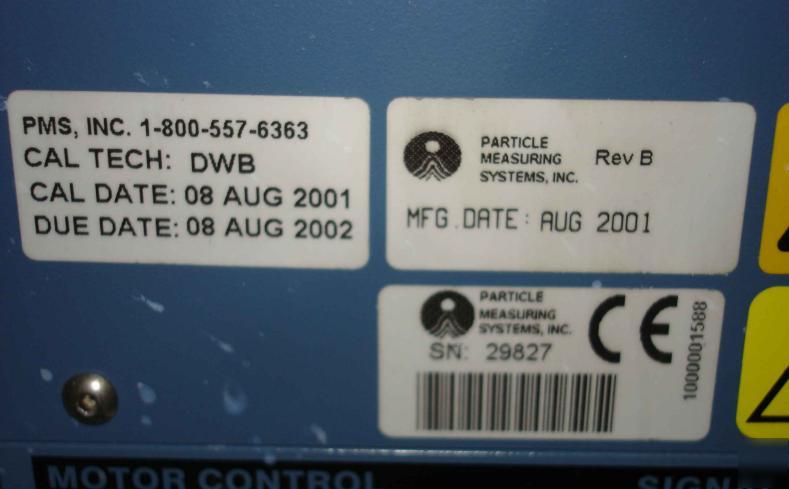 PMS, INC. 1-800-557-6363
CAL TECH: DWB
CAL DATE: 08 AUG 2001
DUE DATE: 08 AUG 2002
PARTICLE
MEASURING
SYSTEMS, INC.
Rev B
MFG. DATE: AUG 2001
PARTICLE
MEASURING
SYSTEMS, INC.
SN: 29827
CE
1000001588
MOTOR CONTROL